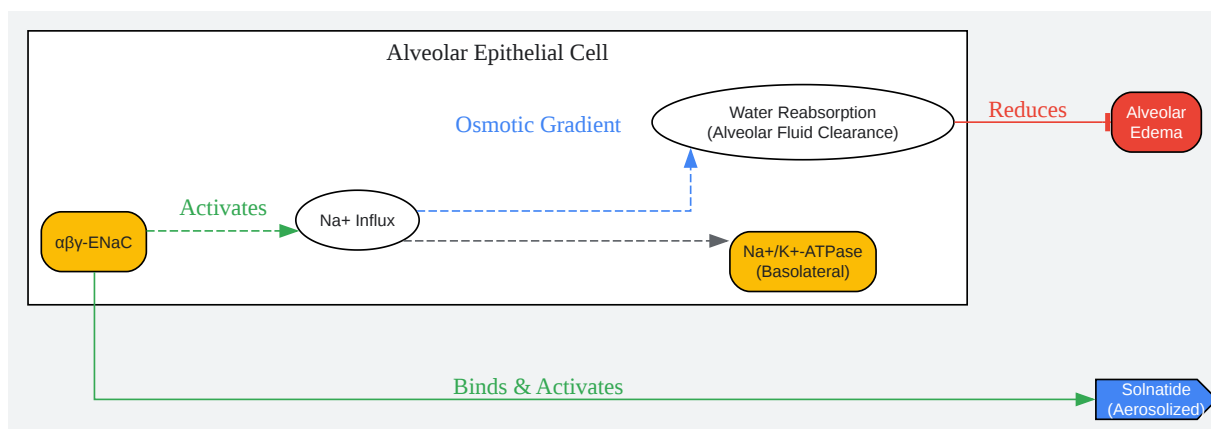 Alveolar Epithelial Cell
Osmotic Gradient
Water Reabsorption
(Alveolar Fluid Clearance)
Reduces
Alveolar
Edema
Activates
αβγ-ENaC
Na+ Influx
Na+/K+-ATPase
(Basolateral)
Binds & Activates
Solnatide
(Aerosolized)